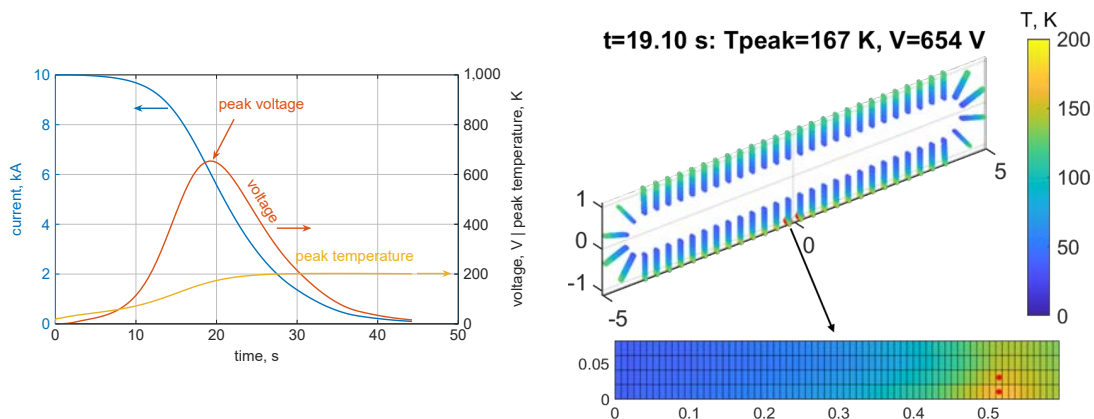 t=19.10 s: Tpeak=167 K, V=654 V
T, K
200
150
100
50
0
10
8
6
4
2
0
1,000
800
600
400
200
0
peak voltage
voltage
peak temperature
current, kA
voltage, V | peak temperature, K
0 10 20 30 40 50
time, s
1
0
-1
-5
0
5
0.05
0
0 0.1 0.2 0.3 0.4 0.5